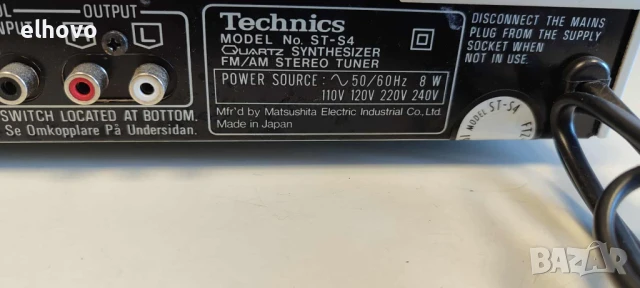 elhovo
OL OUTPUT
INPUT R L
SWITCH LOCATED AT BOTTOM.
Se Omkopplare På Undersidan.
Technics
MODEL No. ST-S4
QUARTZ SYNTHESIZER
FM/AM STEREO TUNER
POWER SOURCE : ∿ 50/60Hz 8 W
110V 120V 220V 240V
Mfr'd by Matsushita Electric Industrial Co., Ltd.
Made in Japan
DISCONNECT THE MAINS
PLUG FROM THE SUPPLY
SOCKET WHEN
NOT IN USE.
MODEL ST-S4
BAZAR